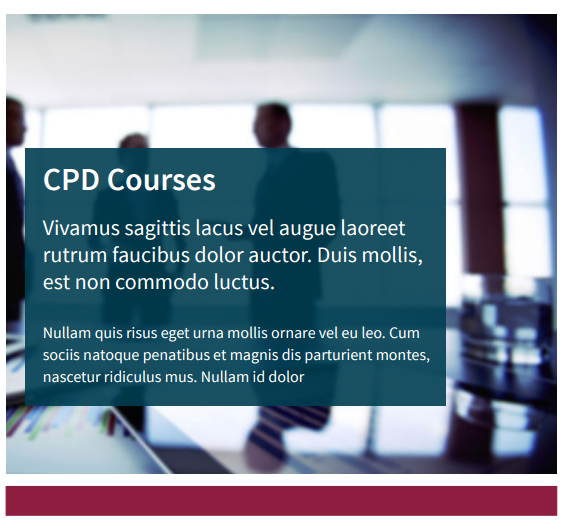 CPD Courses
Vivamus sagittis lacus vel augue laoreet
rutrum faucibus dolor auctor. Duis mollis,
est non commodo luctus.
Nullam quis risus eget urna mollis ornare vel eu leo. Cum
sociis natoque penatibus et magnis dis parturient montes,
nascetur ridiculus mus. Nullam id dolor